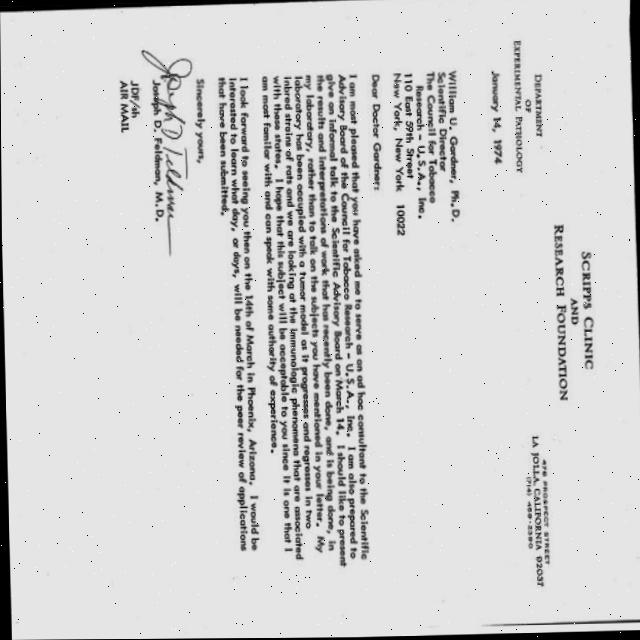 SCRIPPS CLINIC
AND
RESEARCH FOUNDATION
476 PROSPECT STREET
LA JOLLA, CALIFORNIA 92037
(714) 459-2390
DEPARTMENT
OF
EXPERIMENTAL PATHOLOGY
January 14, 1974
William U. Gardner, Ph.D.
Scientific Director
The Council for Tobacco
Research - U.S.A., Inc.
110 East 59th Street
New York, New York 10022
Dear Doctor Gardner:
I am most pleased that you have asked me to serve as an ad hoc consultant to the Scientific
Advisory Board of the Council for Tobacco Research - U.S.A., Inc. I am also prepared to
give an informal talk to the Scientific Advisory Board on March 14. I should like to present
the results and interpretations of work that has recently been done, and is being done, in
my laboratory, rather than to talk on the subjects you have mentioned in your letter. My
laboratory has been occupied with a tumor model as it progresses and regresses in two
inbred strains of rats and we are looking at the immunologic phenomena that are associated
with these states. I hope that this subject will be acceptable to you since it is one that I
am most familar with and can speak with some authority of experience.
I look forward to seeing you then on the 14th of March in Phoenix, Arizona. I would be
interested to learn what day, or days, will be needed for the peer review of applications
that have been submitted.
Sincerely yours,
Joseph D. Feldman
Joseph D. Feldman, M.D.
JDF/sh
AIR MAIL